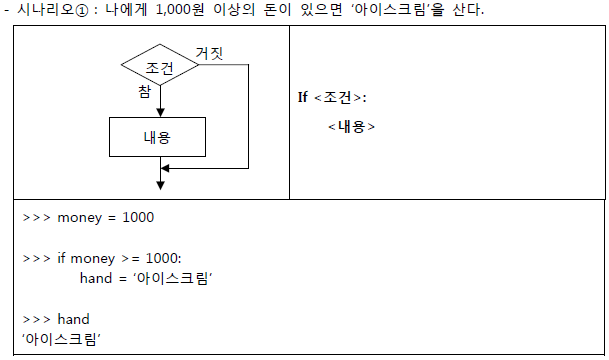 - 시나리오① : 나에게 1,000원 이상의 돈이 있으면 ‘아이스크림’을 산다.
조건
거짓
참
내용
If <조건>:
<내용>
>>> money = 1000
>>> if money >= 1000:
hand = ‘아이스크림’
>>> hand
‘아이스크림’